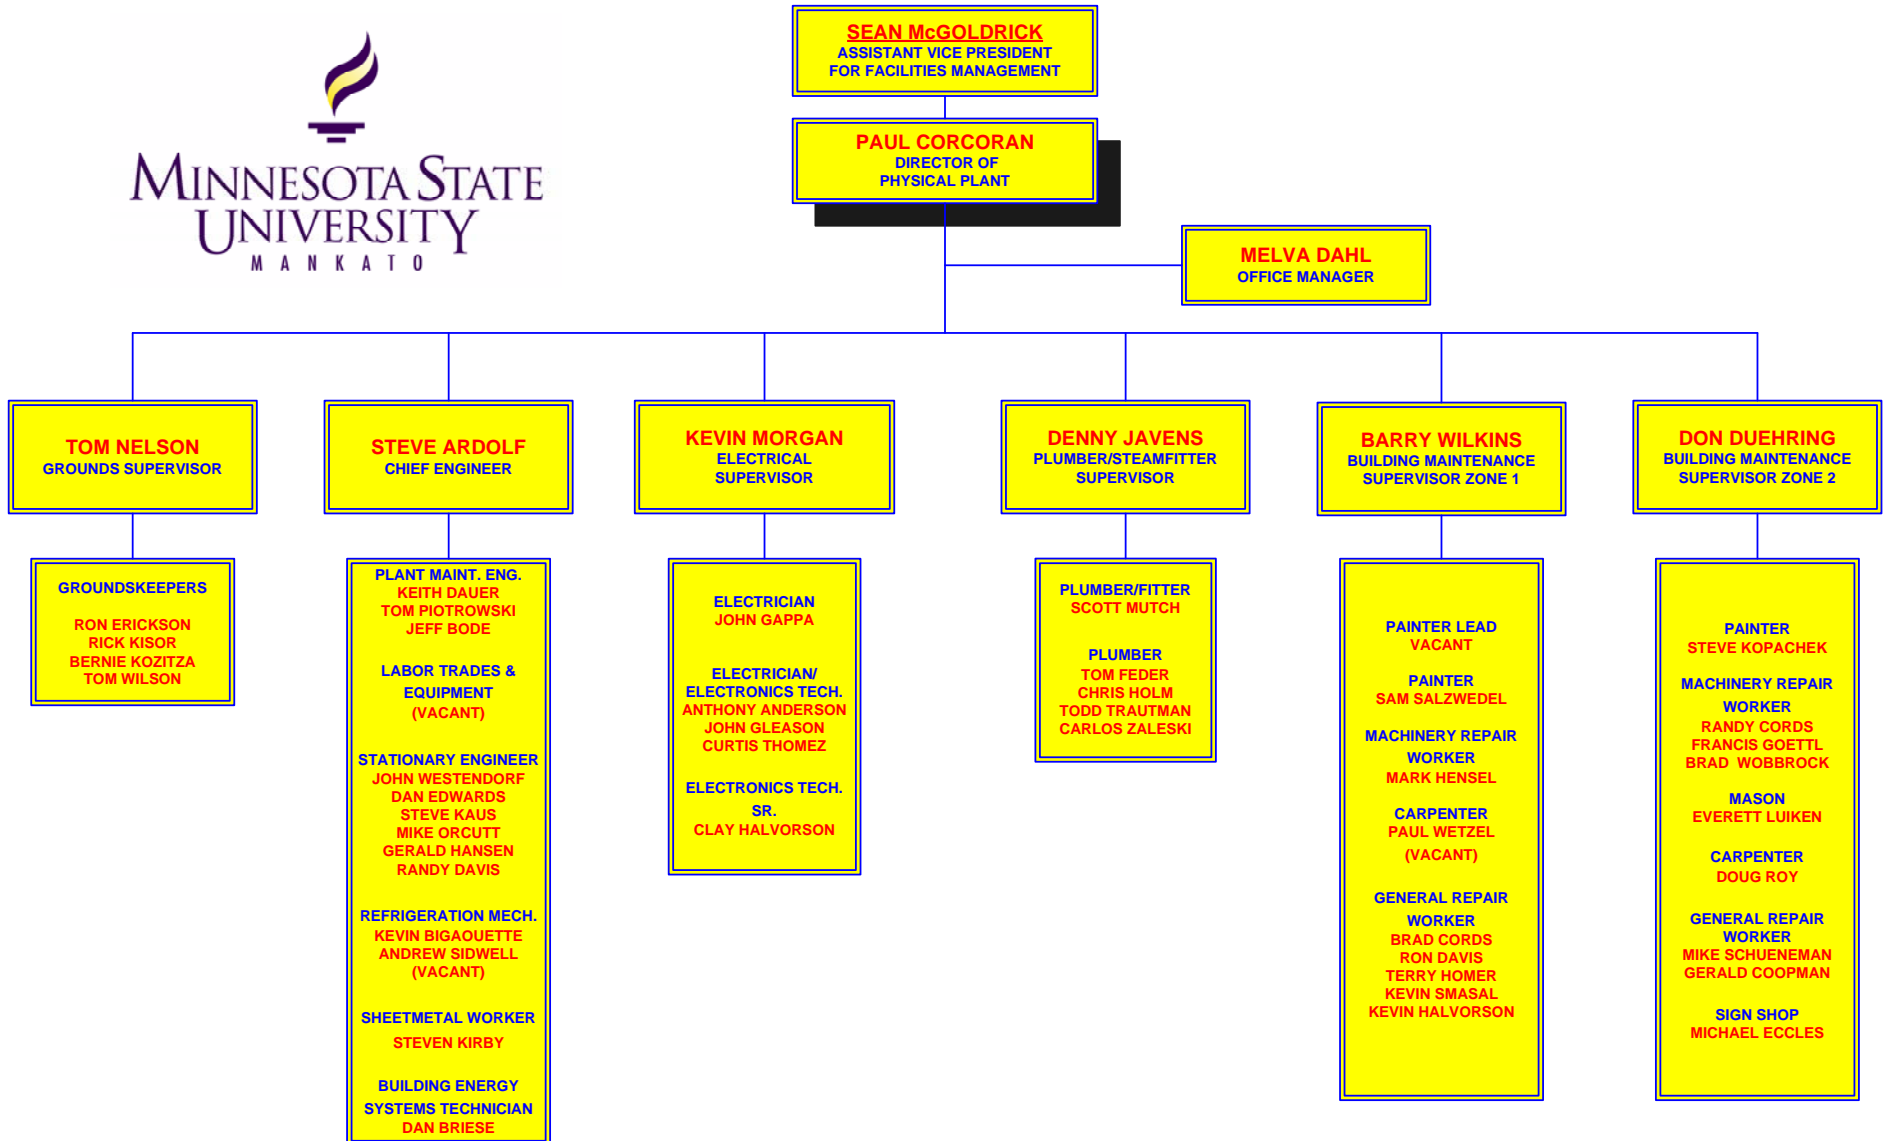 SEAN McGOLDRICK
ASSISTANT VICE PRESIDENT
FOR FACILITIES MANAGEMENT
PAUL CORCORAN
DIRECTOR OF
PHYSICAL PLANT
MINNESOTA STATE
UNIVERSITY
MANKATO
MELVA DAHL
OFFICE MANAGER
TOM NELSON
GROUNDS SUPERVISOR
STEVE ARDOLF
CHIEF ENGINEER
KEVIN MORGAN
ELECTRICAL
SUPERVISOR
DENNY JAVENS
PLUMBER/STEAMFITTER
SUPERVISOR
BARRY WILKINS
BUILDING MAINTENANCE
SUPERVISOR ZONE 1
DON DUEHRING
BUILDING MAINTENANCE
SUPERVISOR ZONE 2
GROUNDSKEEPERS
RON ERICKSON
RICK KISOR
BERNIE KOZITZA
TOM WILSON
PLANT MAINT. ENG.
KEITH DAUER
TOM PIOTROWSKI
JEFF BODE
LABOR TRADES &
EQUIPMENT
(VACANT)
STATIONARY ENGINEER
JOHN WESTENDORF
DAN EDWARDS
STEVE KAUS
MIKE ORCUTT
GERALD HANSEN
RANDY DAVIS
REFRIGERATION MECH.
KEVIN BIGAOUETTE
ANDREW SIDWELL
(VACANT)
SHEETMETAL WORKER
STEVEN KIRBY
BUILDING ENERGY
SYSTEMS TECHNICIAN
DAN BRIESE
ELECTRICIAN
JOHN GAPPA
ELECTRICIAN/
ELECTRONICS TECH.
ANTHONY ANDERSON
JOHN GLEASON
CURTIS THOMEZ
ELECTRONICS TECH.
SR.
CLAY HALVORSON
PLUMBER/FITTER
SCOTT MUTCH
PLUMBER
TOM FEDER
CHRIS HOLM
TODD TRAUTMAN
CARLOS ZALESKI
PAINTER LEAD
VACANT
PAINTER
SAM SALZWEDEL
MACHINERY REPAIR
WORKER
MARK HENSEL
CARPENTER
PAUL WETZEL
(VACANT)
GENERAL REPAIR
WORKER
BRAD CORDS
RON DAVIS
TERRY HOMER
KEVIN SMASAL
KEVIN HALVORSON
PAINTER
STEVE KOPACHEK
MACHINERY REPAIR
WORKER
RANDY CORDS
FRANCIS GOETTL
BRAD WOBBROCK
MASON
EVERETT LUIKEN
CARPENTER
DOUG ROY
GENERAL REPAIR
WORKER
MIKE SCHUENEMAN
GERALD COOPMAN
SIGN SHOP
MICHAEL ECCLES